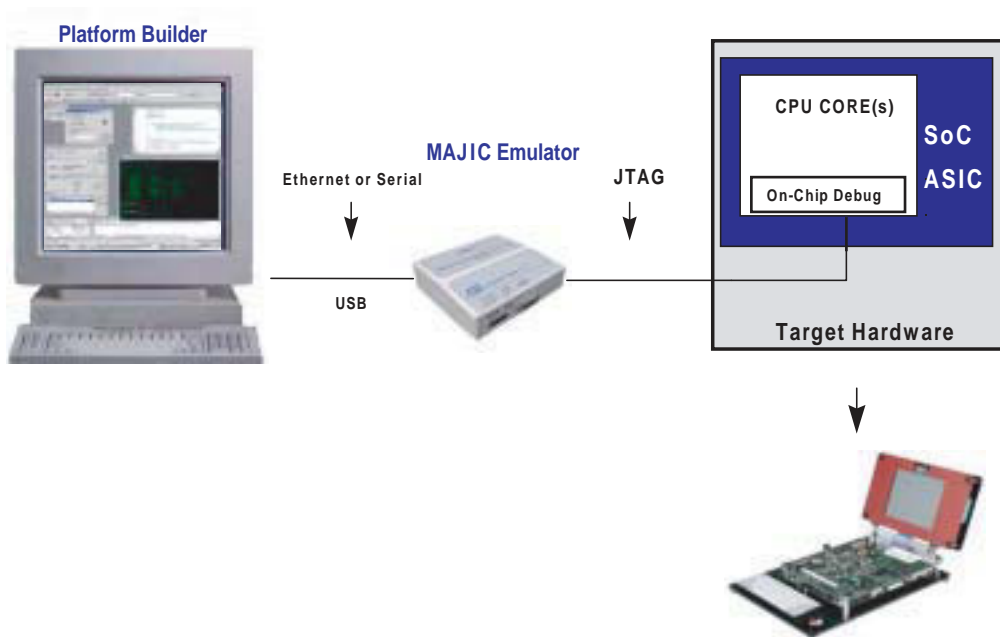 Platform Builder
CPU CORE(s)
SoC
ASIC
MAJIC Emulator
Ethernet or Serial
JTAG
On-Chip Debug
USB
Target Hardware